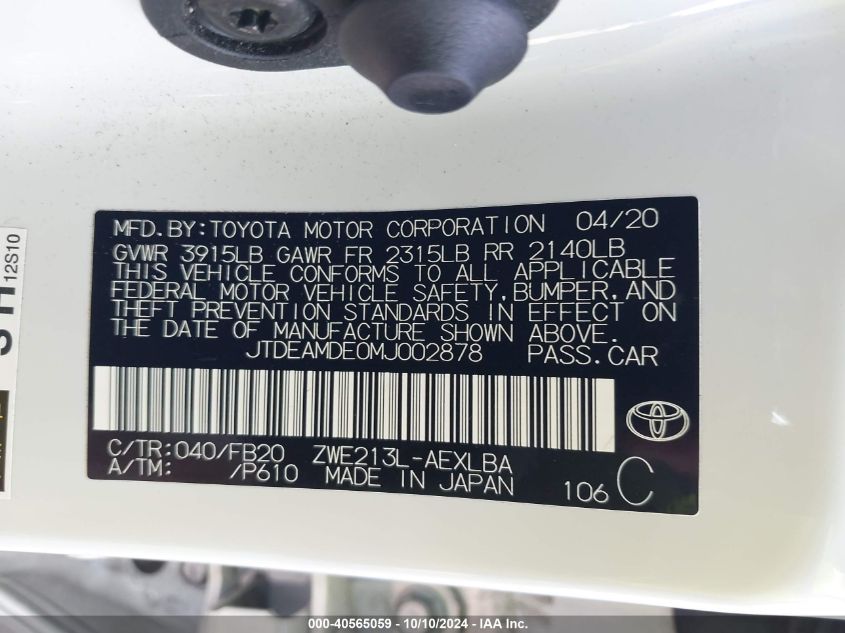 MFD.BY:TOYOTA MOTOR CORPORATION 04/20
GVWR 3915LB GAWR FR 2315LB RR 2140LB
THIS VEHICLE CONFORMS TO ALL APPLICABLE
FEDERAL MOTOR VEHICLE SAFETY,BUMPER,AND
THEFT PREVENTION STANDARDS IN EFFECT ON
THE DATE OF MANUFACTURE SHOWN ABOVE.
JTDEAMDE0MJ002878 PASS.CAR
C/TR:040/FB20 ZWE213L-AEXLBA
A/TM: /P610 MADE IN JAPAN
106 C
12S10
000-40565059 - 10/10/2024 - IAA Inc.